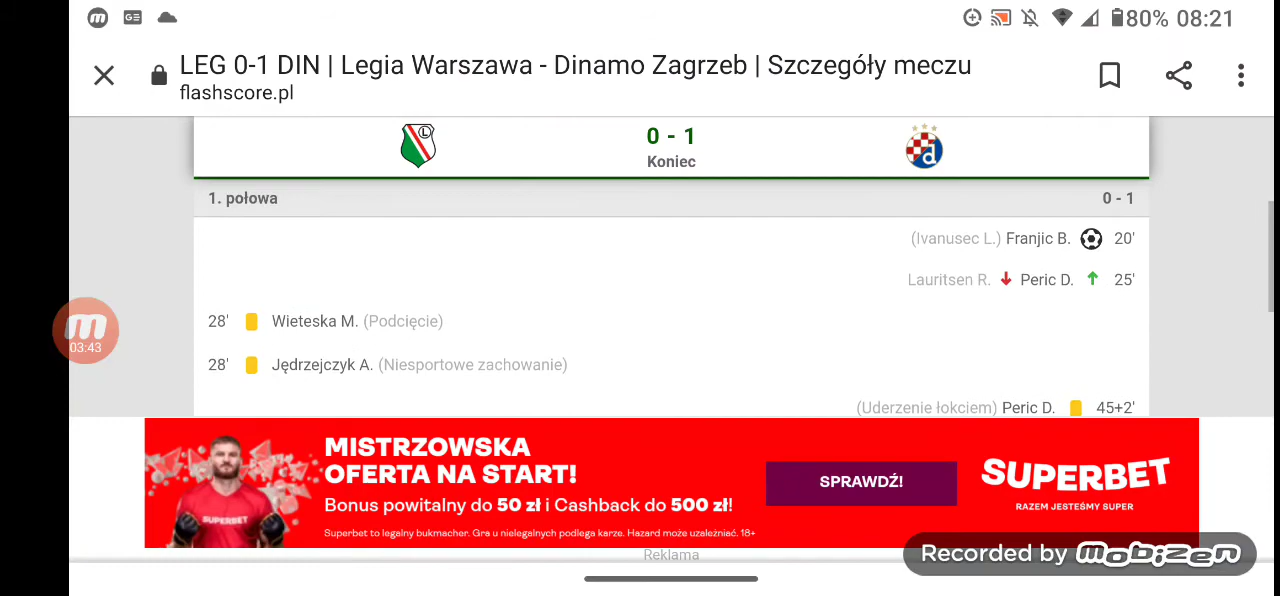 80% 08:21
LEG 0-1 DIN | Legia Warszawa - Dinamo Zagrzeb | Szczegóły meczu
flashscore.pl
0 - 1
Koniec
1. połowa 0 - 1
(Ivanusec L.) Franjic B. 20'
Lauritsen R. Peric D. 25'
28' Wieteska M. (Podcięcie)
03:43
28' Jędrzejczyk A. (Niesportowe zachowanie)
(Uderzenie łokciem) Peric D. 45+2'
MISTRZOWSKA
OFERTA NA START!
Bonus powitalny do 50 zł i Cashback do 500 zł!
Superbet to legalny bukmacher. Gra u nielegalnych podlega karze. Hazard może uzależniać. 18+
SUPERBET
SPRAWDŹ!
SUPERBET
RAZEM JESTEŚMY SUPER
Reklama
Recorded by mobizen